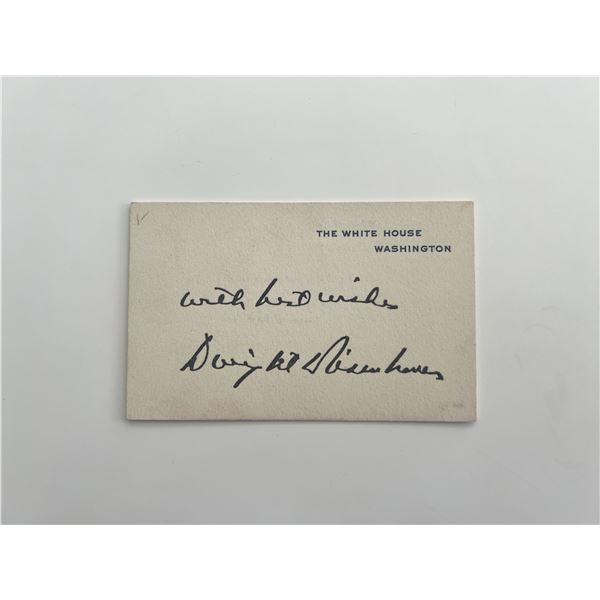 THE WHITE HOUSE
WASHINGTON
with best wishes
Dwight Eisenhower